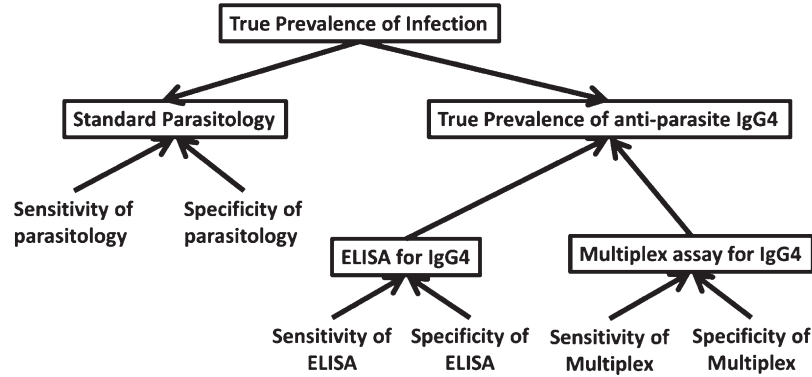 True Prevalence of Infection
Standard Parasitology
True Prevalence of anti-parasite IgG4
Sensitivity of
parasitology
Specificity of
parasitology
ELISA for IgG4
Multiplex assay for IgG4
Sensitivity of
ELISA
Specificity of
ELISA
Sensitivity of
Multiplex
Specificity of
Multiplex